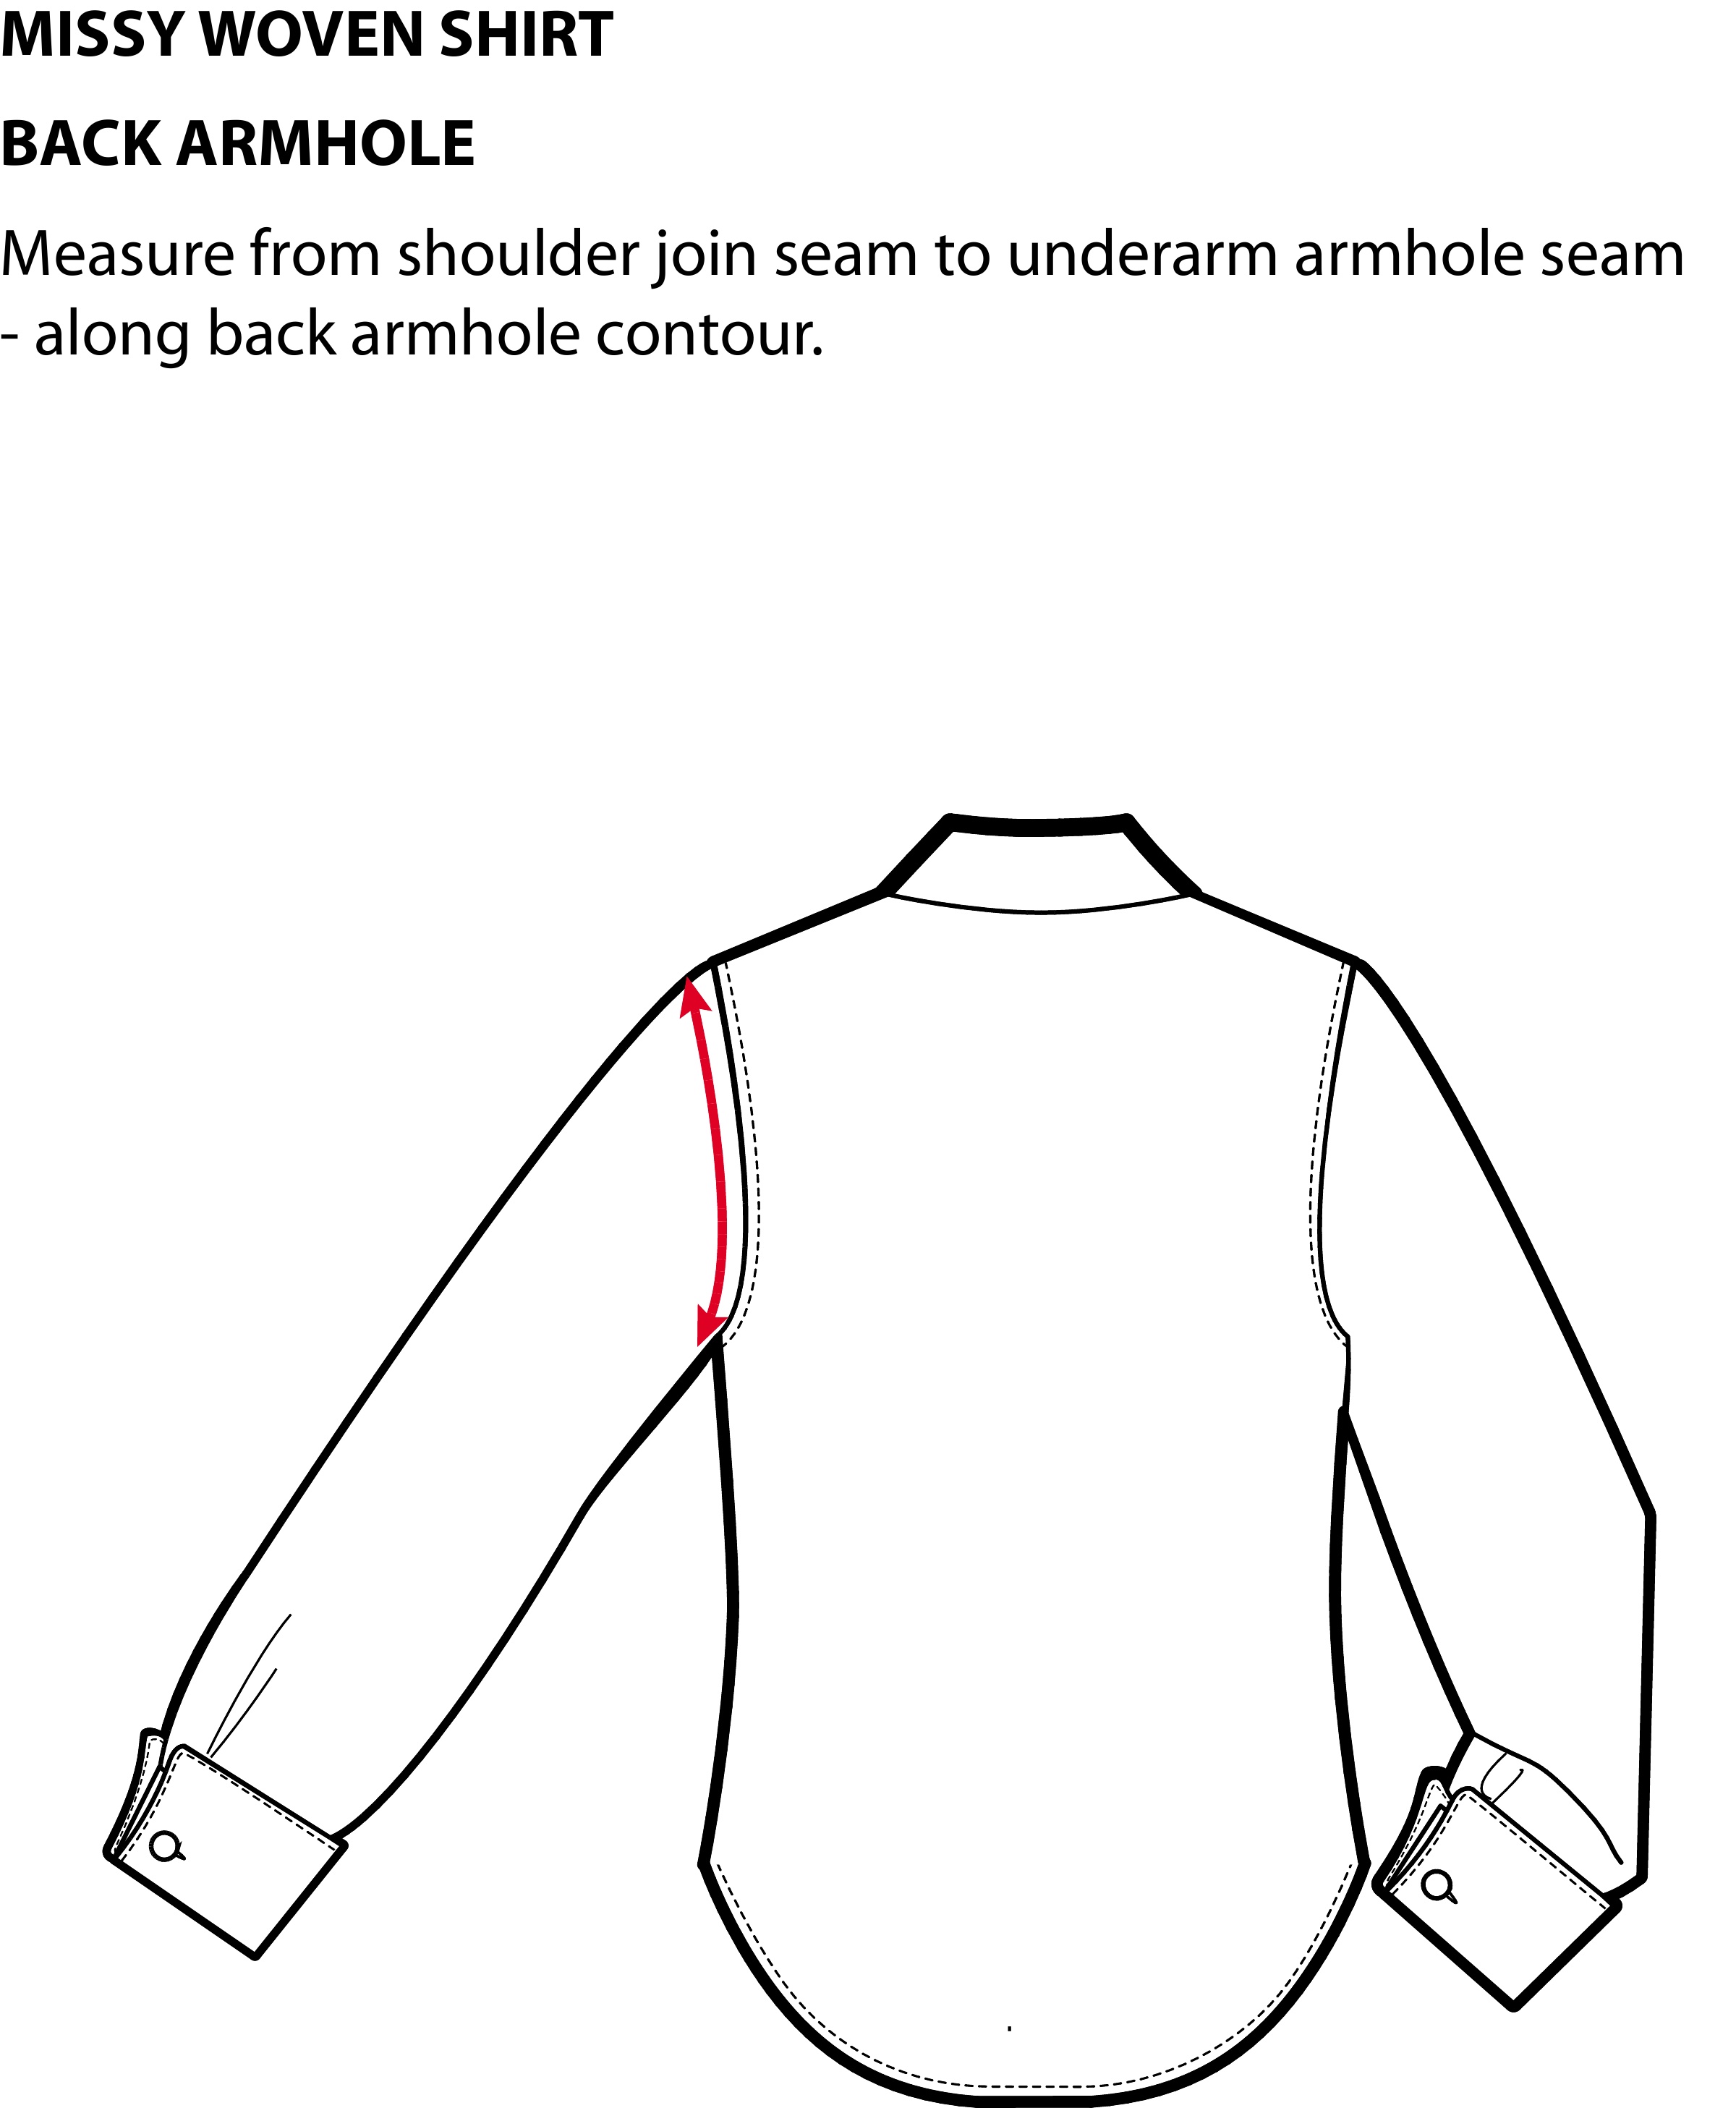 MISSY WOVEN SHIRT
BACK ARMHOLE
Measure from shoulder join seam to underarm armhole seam
- along back armhole contour.